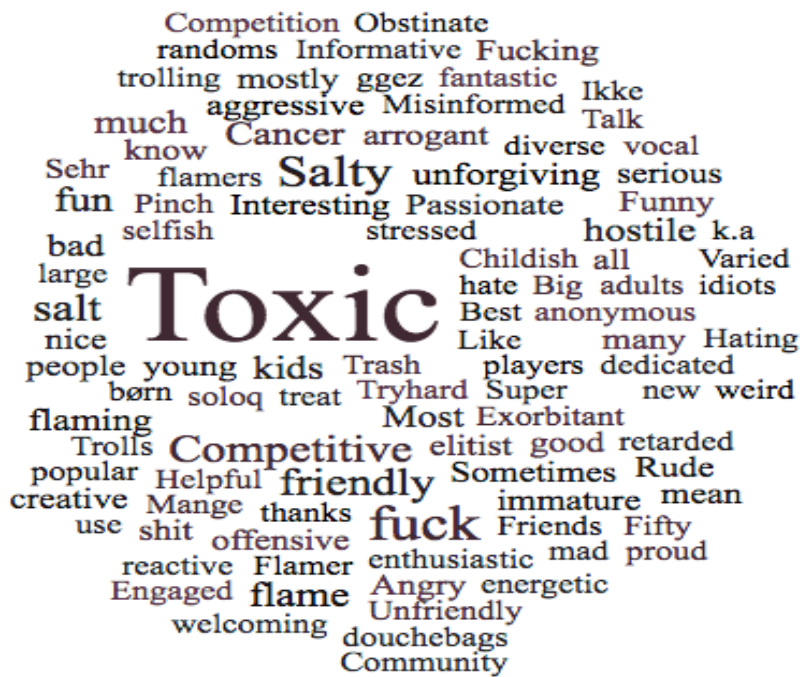 Competition Obstinate
randoms Informative Fucking
trolling mostly ggez fantastic Ikke
aggressive Misinformed Talk
much Cancer arrogant diverse vocal
know
Sehr flamers Salty unforgiving serious
fun Pinch Interesting Passionate Funny
selfish stressed hostile k.a
bad Childish all Varied
large Toxic hate Big adults idiots
salt Best anonymous
nice Like many Hating
people young kids Trash players dedicated
børn soloq treat Tryhard Super new weird
flaming Most Exorbitant
Trolls Competitive elitist good retarded
popular Helpful friendly Sometimes Rude
creative Mange thanks immature mean
use shit offensive fuck Friends Fifty
reactive Flamer enthusiastic mad proud
Engaged flame Angry energetic
Unfriendly
welcoming douchebags
Community